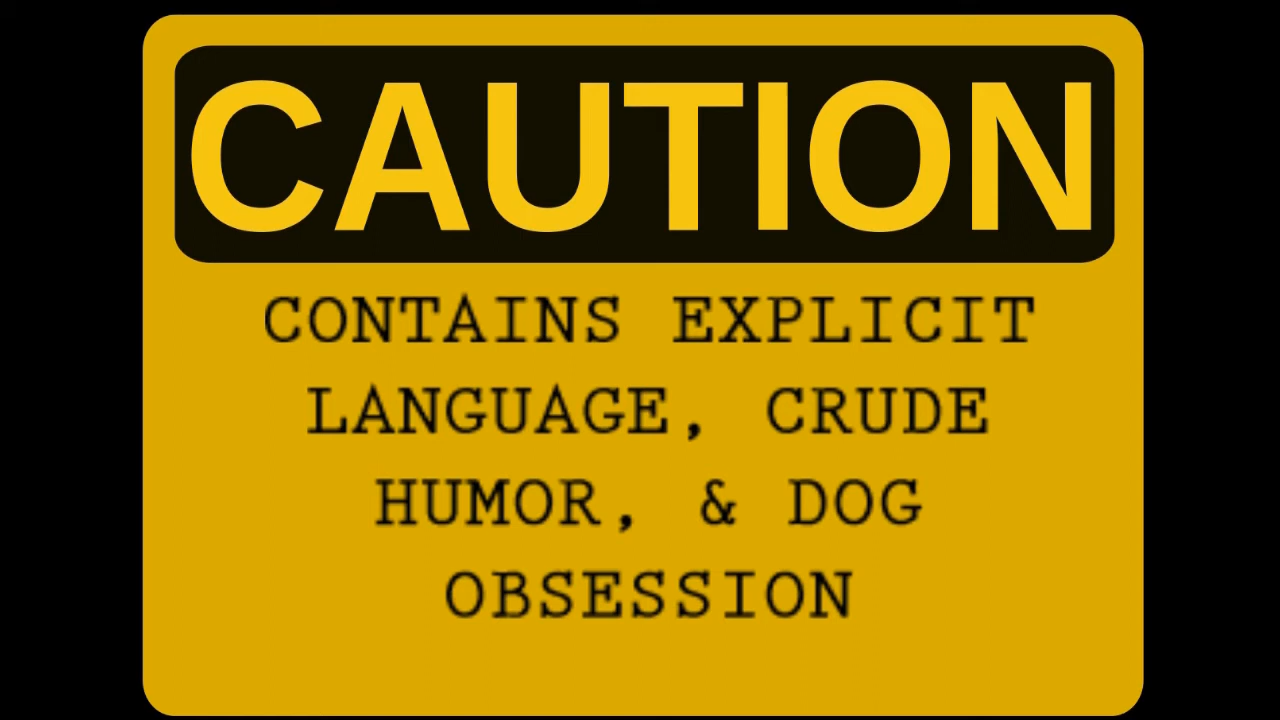 CAUTION
CONTAINS EXPLICIT
LANGUAGE, CRUDE
HUMOR, & DOG
OBSESSION